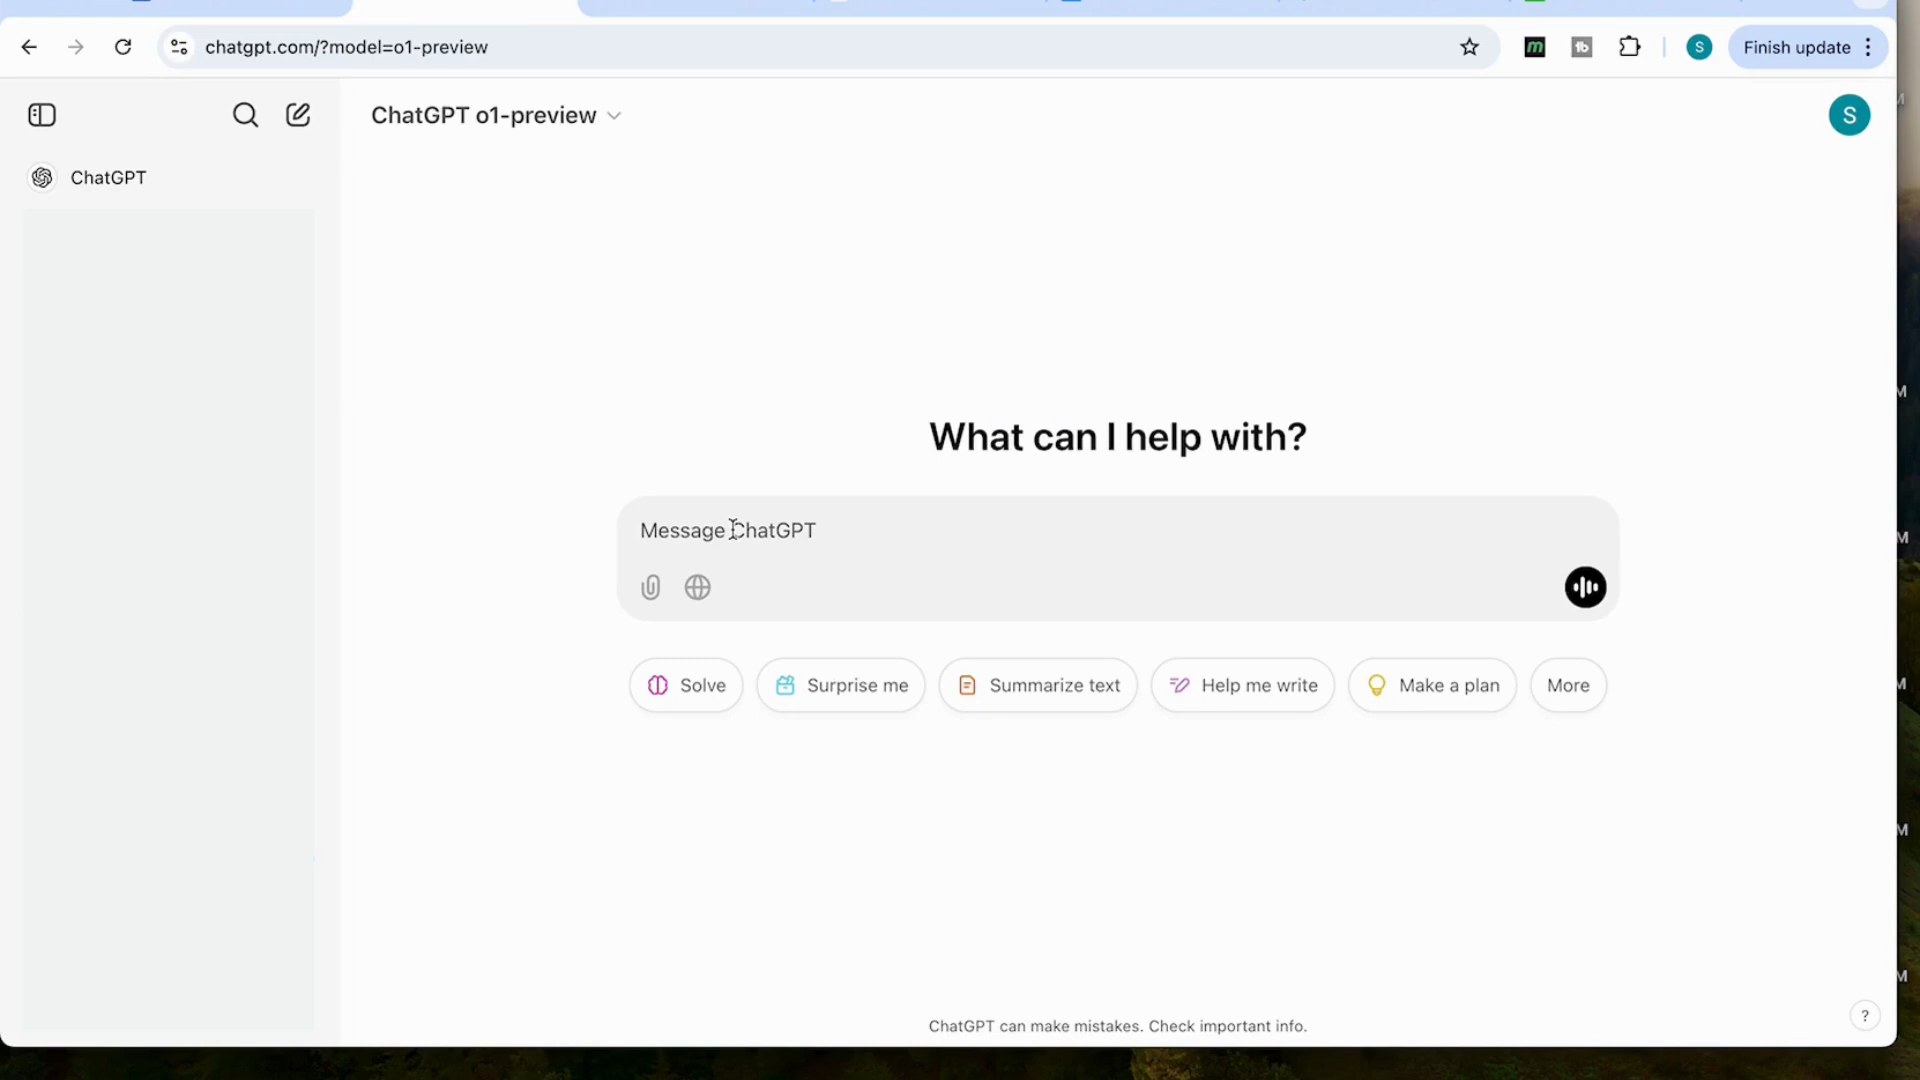 chatgpt.com/?model=o1-preview
S
Finish update
ChatGPT o1-preview
S
ChatGPT
What can I help with?
Message ChatGPT
Solve
Surprise me
Summarize text
Help me write
Make a plan
More
ChatGPT can make mistakes. Check important info.
?